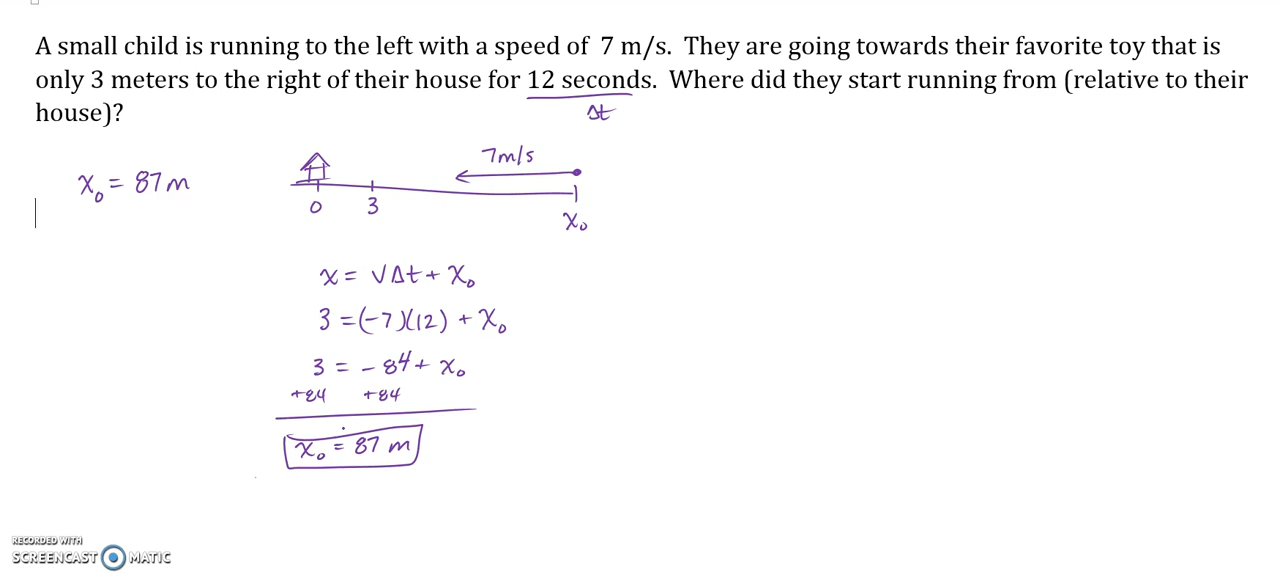 A small child is running to the left with a speed of 7 m/s. They are going towards their favorite toy that is
only 3 meters to the right of their house for 12 seconds. Where did they start running from (relative to their
house)?
Δt
7m/s
x₀ = 87m
0
3
x₀
x = vΔt + x₀
3 = (-7)(12) + x₀
3 = -84 + x₀
+84 +84
x₀ = 87 m
RECORDED WITH
SCREENCAST MATIC